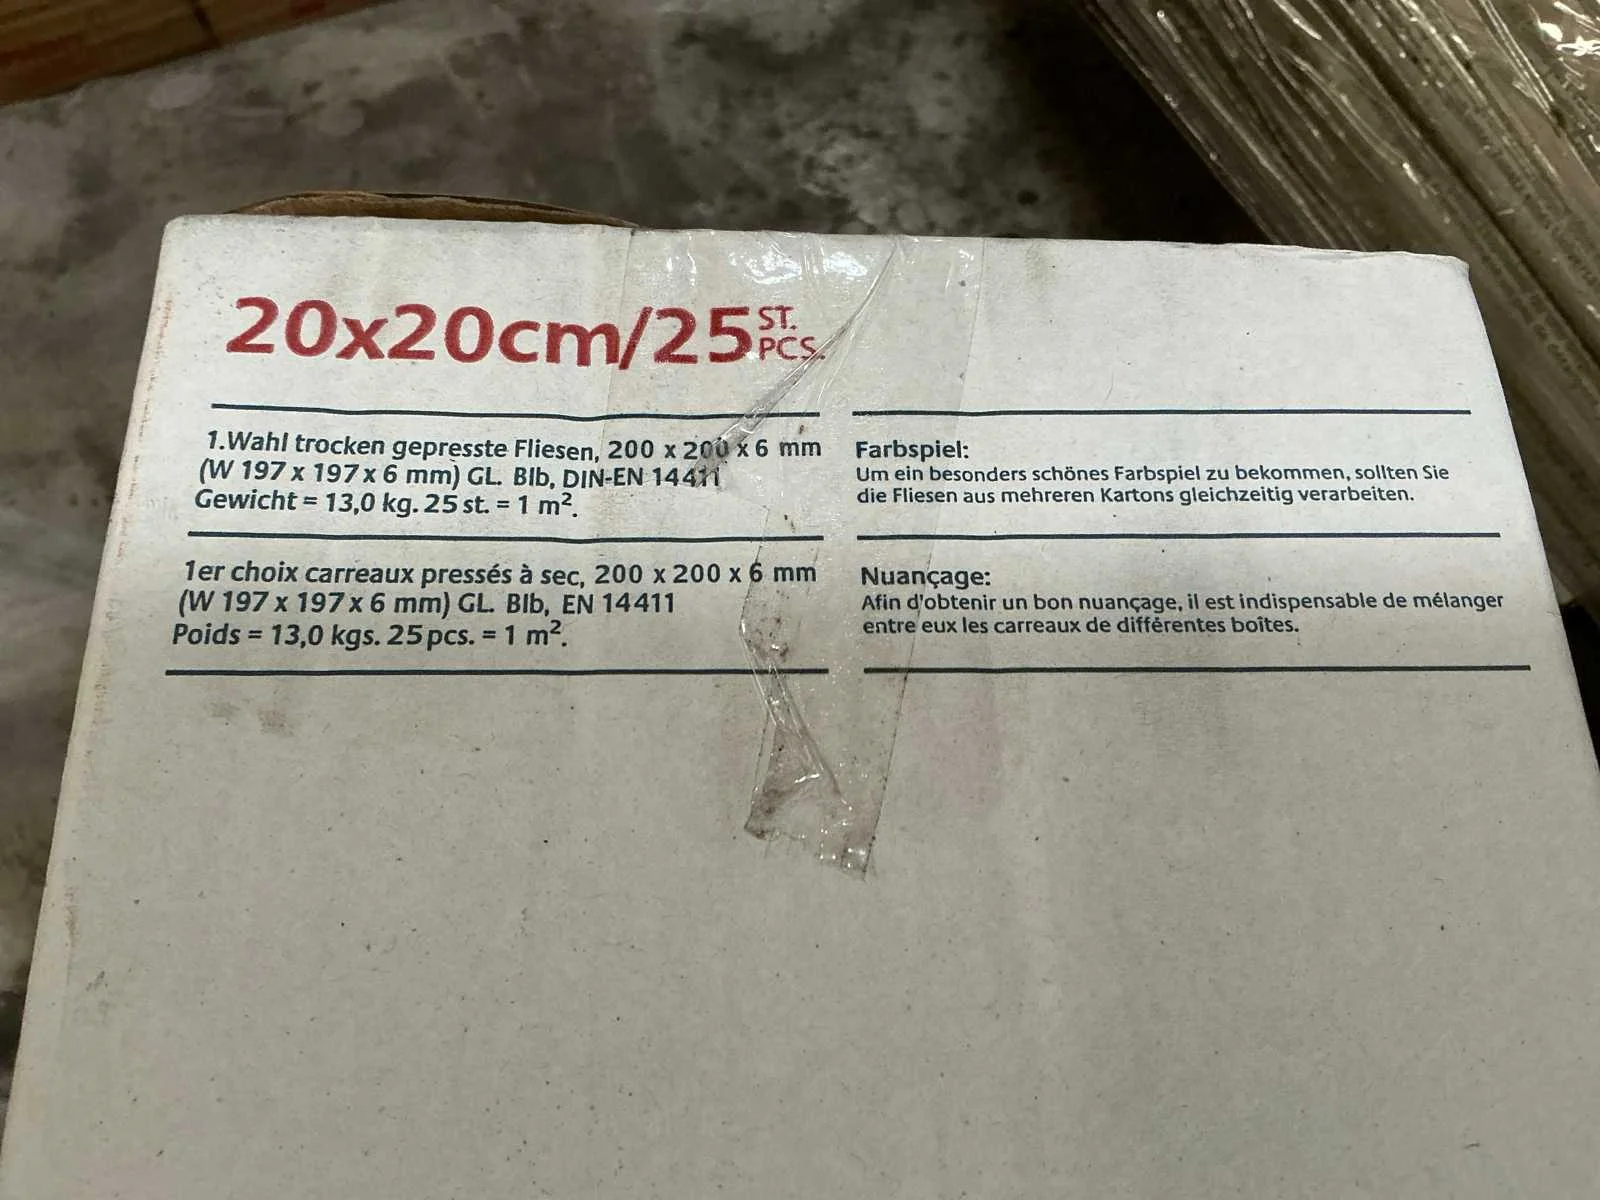 20x20cm/25 ST. PCS.
1.Wahl trocken gepresste Fliesen, 200 x 200 x 6 mm
(W 197 x 197 x 6 mm) GL. BIb, DIN-EN 14411
Gewicht = 13,0 kg. 25 st. = 1 m².
Farbspiel:
Um ein besonders schönes Farbspiel zu bekommen, sollten Sie
die Fliesen aus mehreren Kartons gleichzeitig verarbeiten.
1er choix carreaux pressés à sec, 200 x 200 x 6 mm
(W 197 x 197 x 6 mm) GL. BIb, EN 14411
Poids = 13,0 kgs. 25 pcs. = 1 m².
Nuançage:
Afin d'obtenir un bon nuançage, il est indispensable de mélanger
entre eux les carreaux de différentes boîtes.